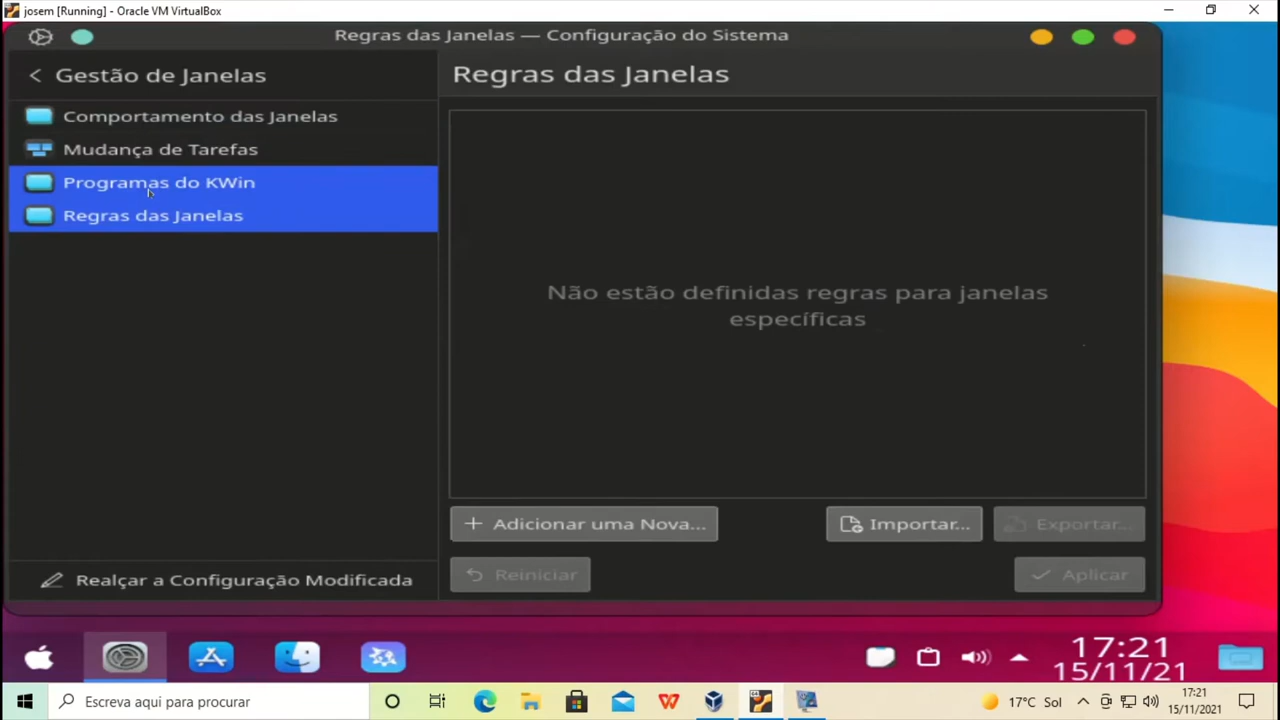 josem [Running] - Oracle VM VirtualBox
Regras das Janelas — Configuração do Sistema
Gestão de Janelas
Regras das Janelas
Comportamento das Janelas
Mudança de Tarefas
Programas do KWin
Regras das Janelas
Não estão definidas regras para janelas
específicas
Adicionar uma Nova...
Importar...
Exportar...
Realçar a Configuração Modificada
Reiniciar
Aplicar
17:21
15/11/21
Escreva aqui para procurar
17°C Sol
17:21
15/11/2021